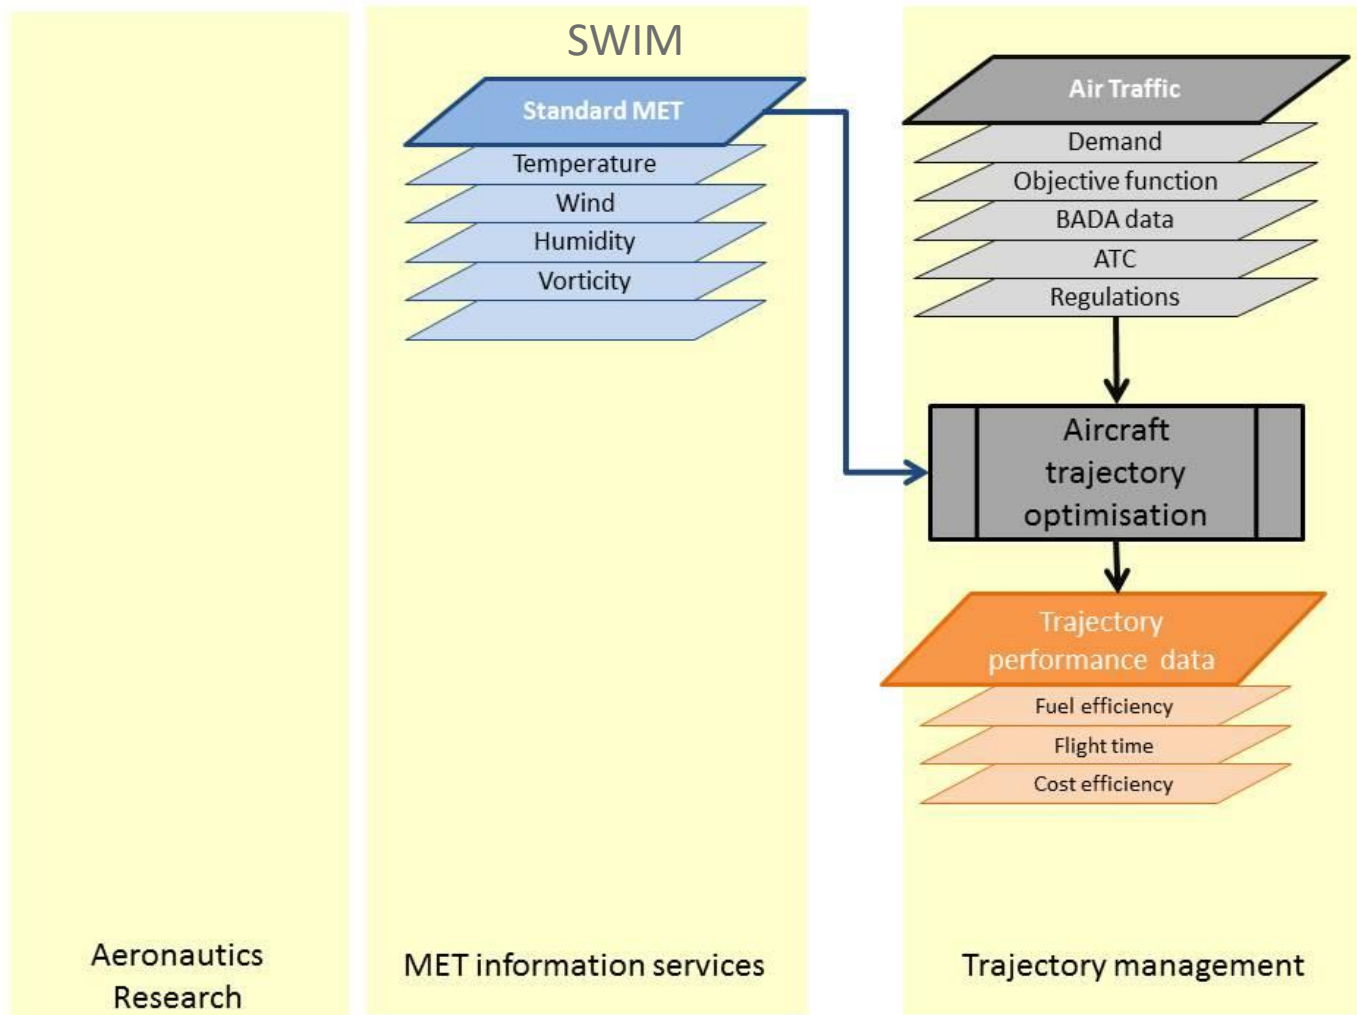 SWIM
Standard MET
Temperature
Wind
Humidity
Vorticity
Air Traffic
Demand
Objective function
BADA data
ATC
Regulations
Aircraft
trajectory
optimisation
Trajectory
performance data
Fuel efficiency
Flight time
Cost efficiency
Aeronautics
Research
MET information services
Trajectory management